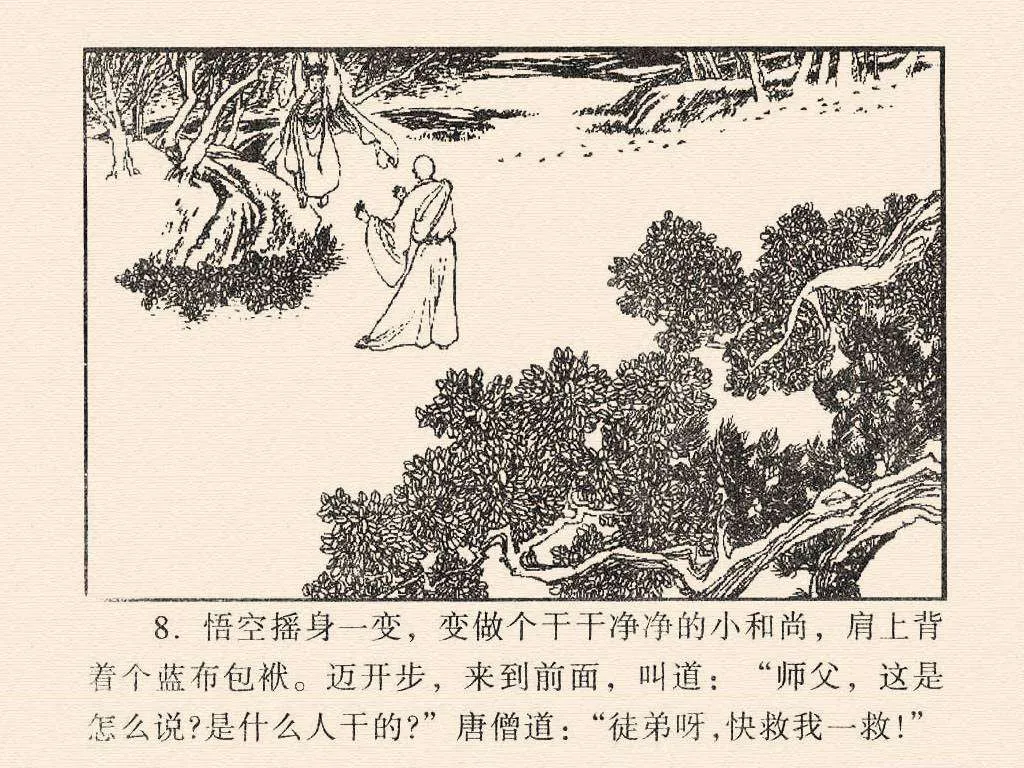 8. 悟空摇身一变，变做个干干净净的小和尚，肩上背
着个蓝布包袱。迈开步，来到前面，叫道：“师父，这是
怎么说?是什么人干的?”唐僧道：“徒弟呀，快救我一救!”